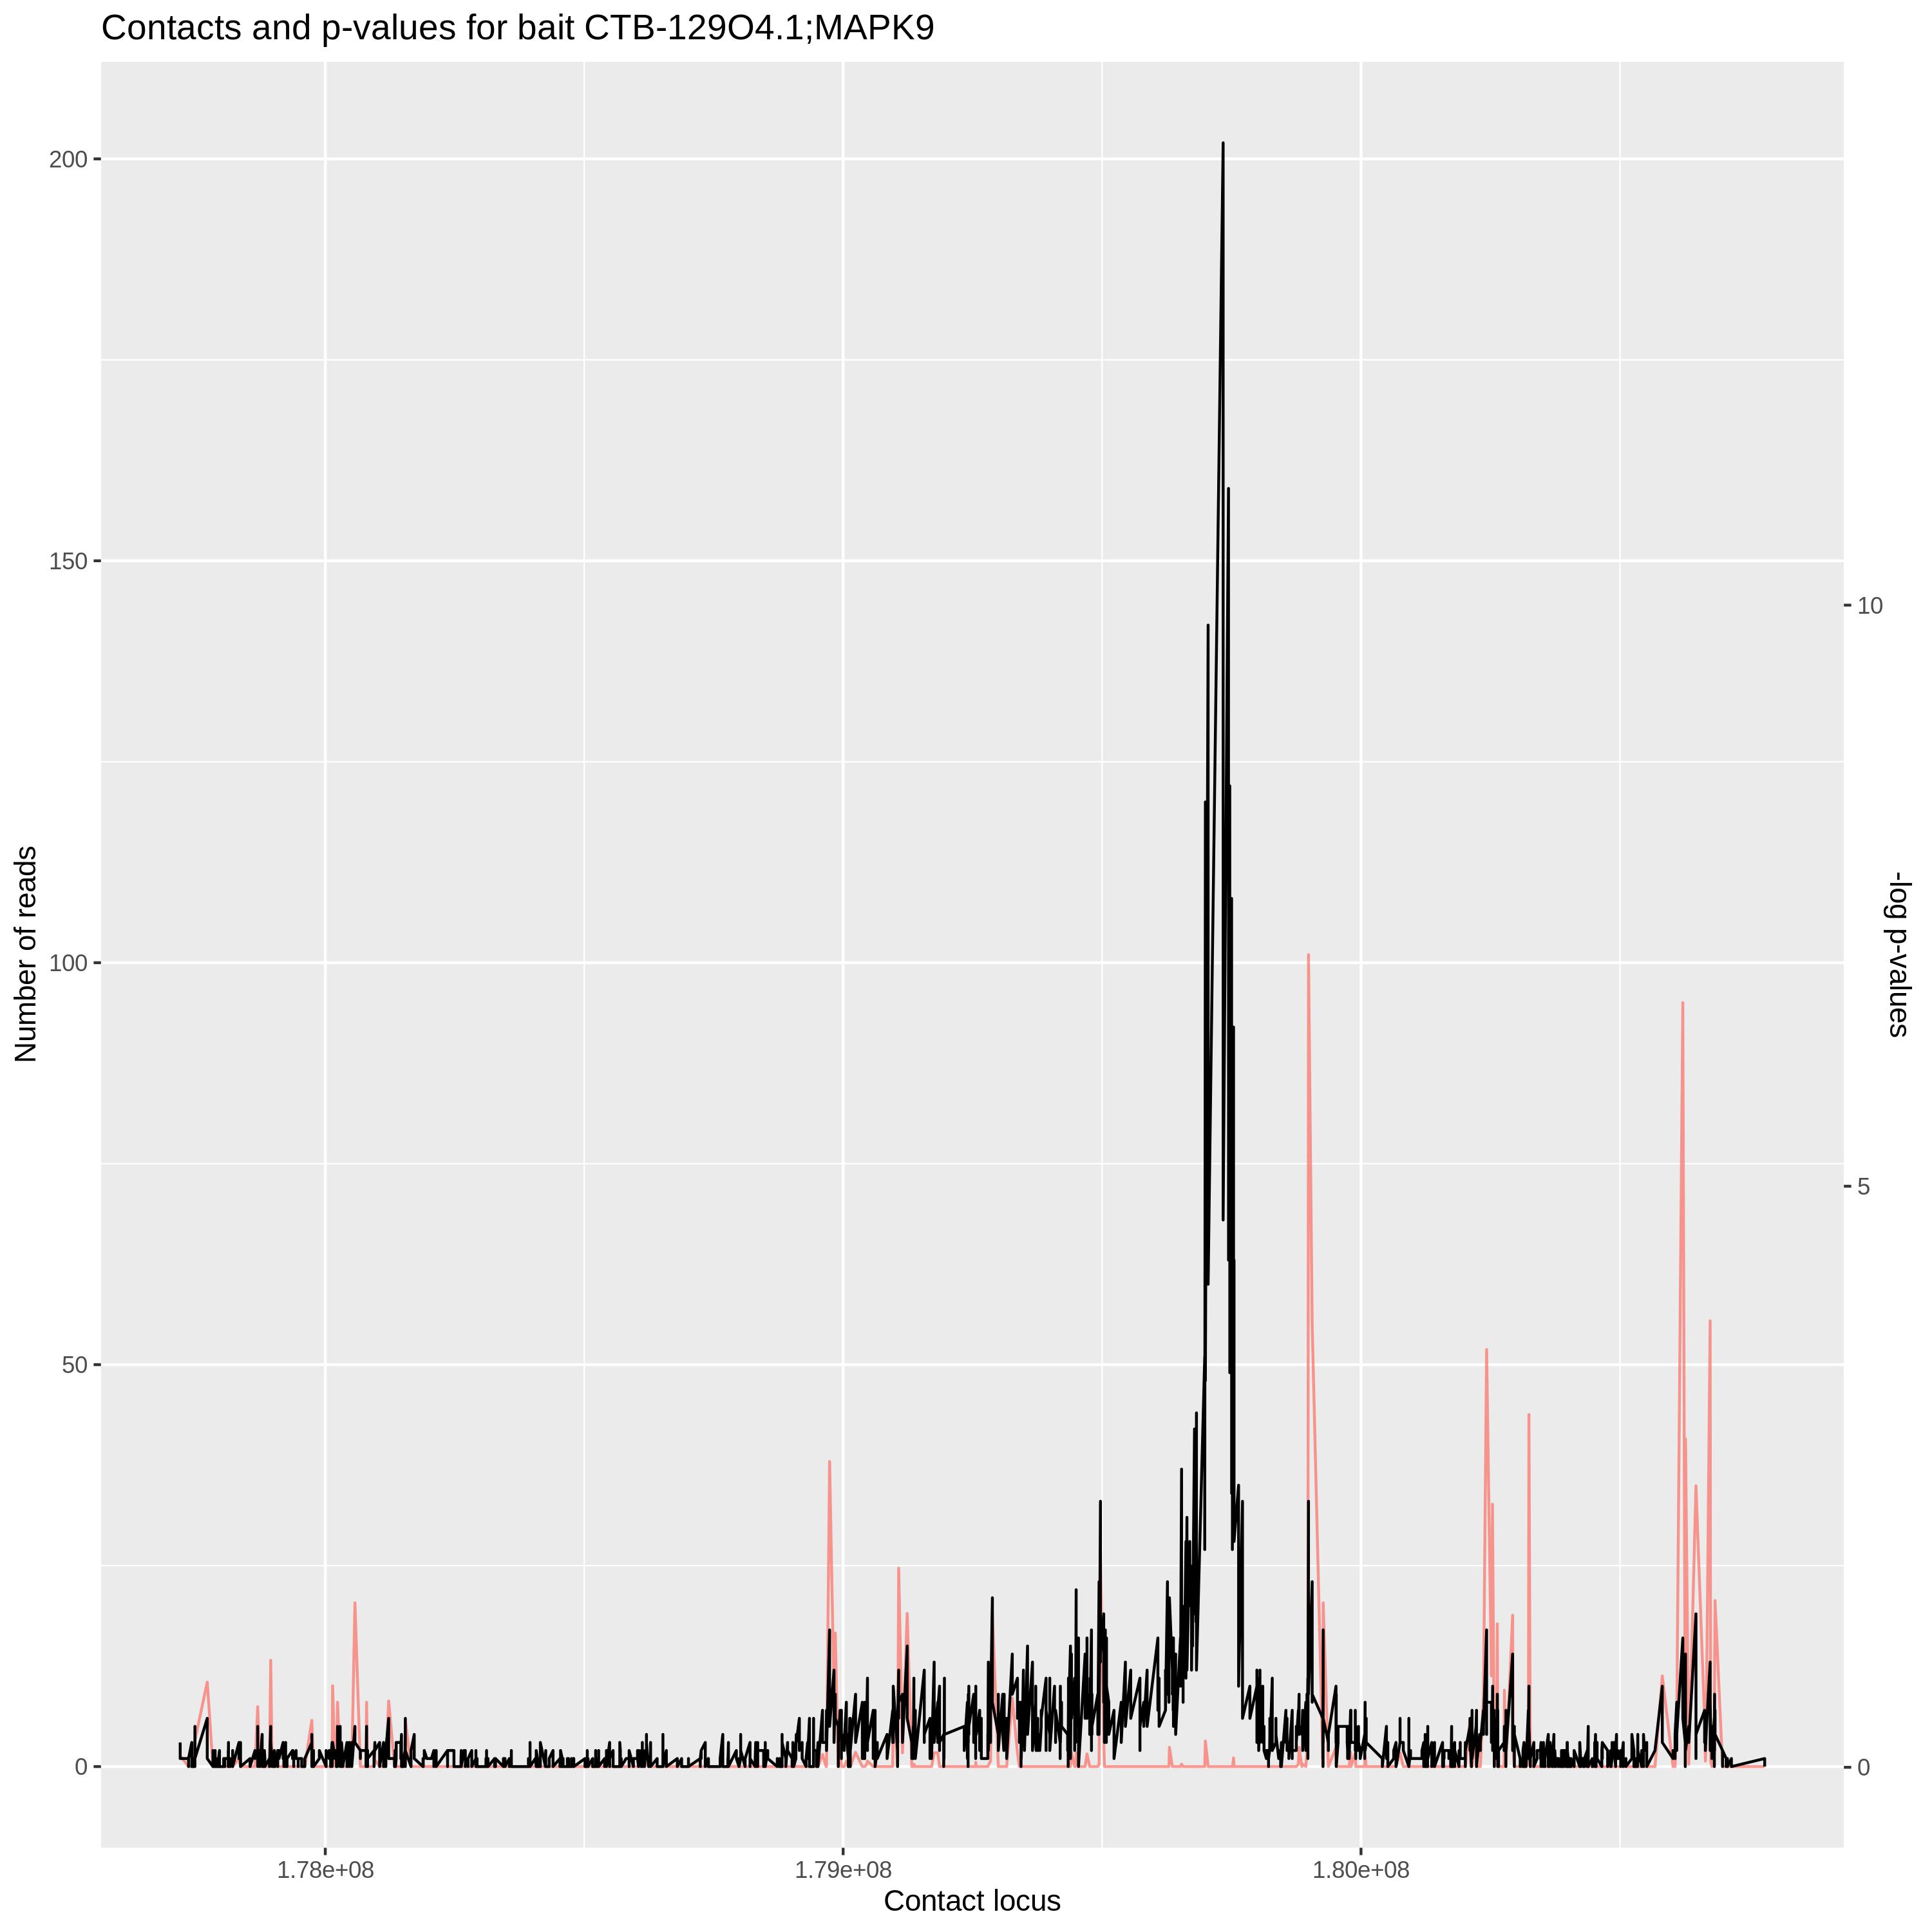 Contacts and p-values for bait CTB-129O4.1;MAPK9
Number of reads
200
150
100
50
0
10
5
0
-log p-values
1.78e+08 1.79e+08 1.80e+08
Contact locus